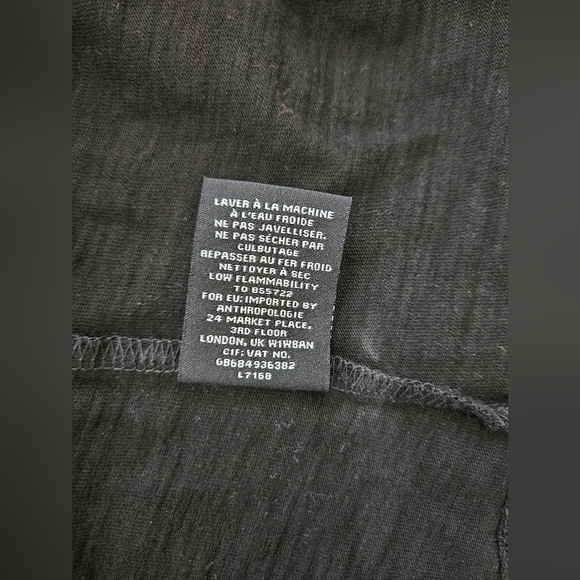 LAVER À LA MACHINE
À L'EAU FROIDE
NE PAS JAVELLISER.
NE PAS SÉCHER PAR
CULBUTAGE
REPASSER AU FER FROID
NETTOYER À SEC
LOW FLAMMABILITY
TO BS5722
FOR EU: IMPORTED BY
ANTHROPOLOGIE
24 MARKET PLACE,
3RD FLOOR
LONDON, UK W1W8AN
CIF: VAT NO.
GB684936382
L7168